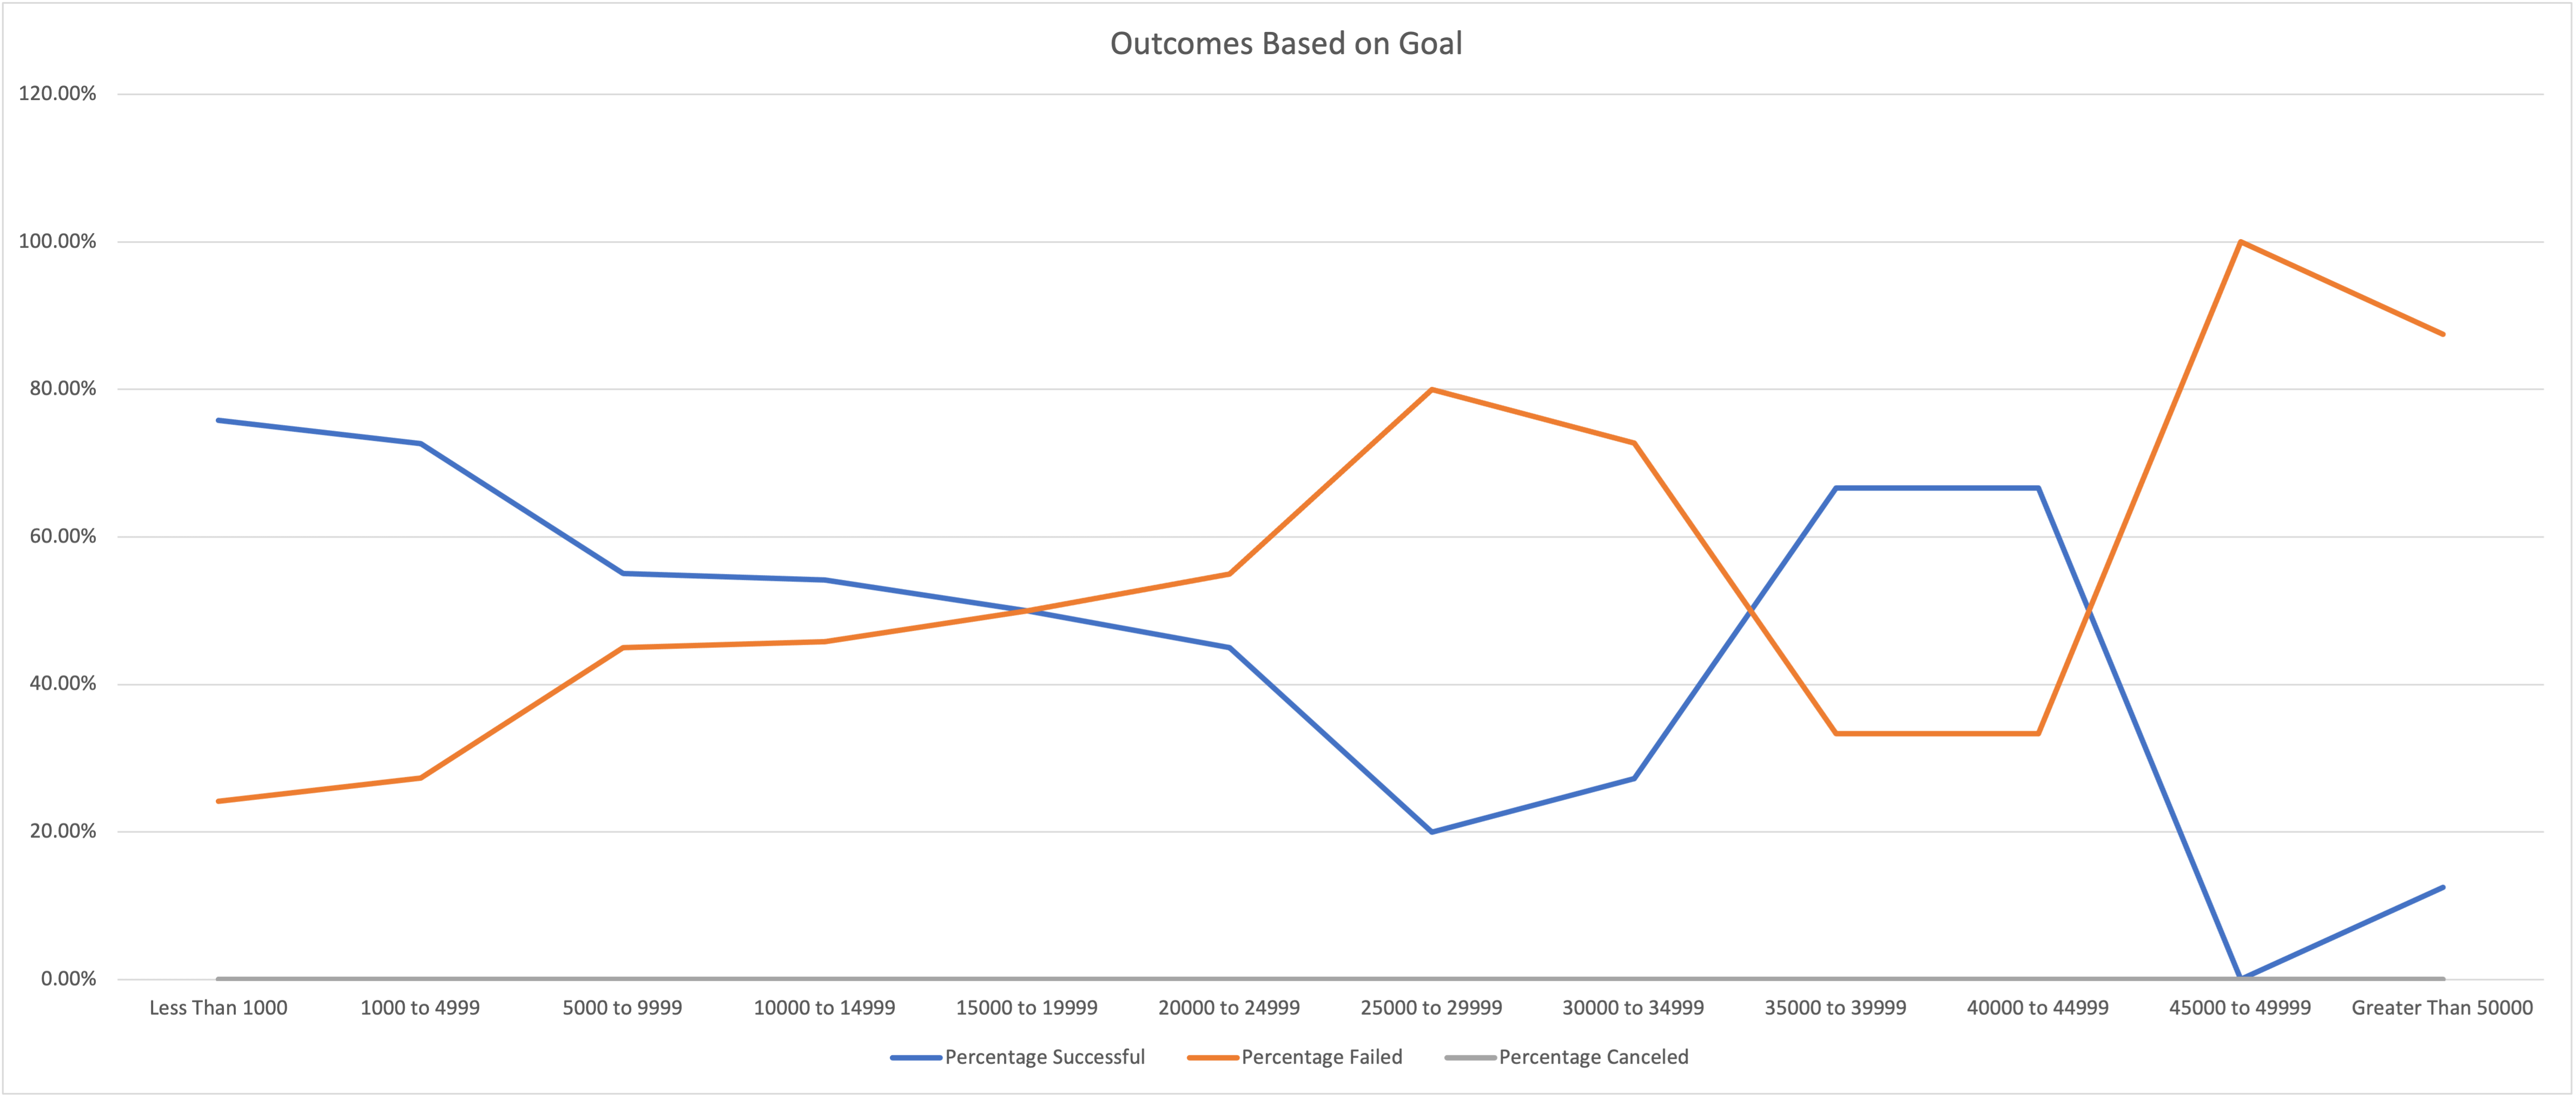 Outcomes Based on Goal
120.00%
100.00%
80.00%
60.00%
40.00%
20.00%
0.00%
Less Than 1000 1000 to 4999 5000 to 9999 10000 to 14999 15000 to 19999 20000 to 24999 25000 to 29999 30000 to 34999 35000 to 39999 40000 to 44999 45000 to 49999 Greater Than 50000
Percentage Successful Percentage Failed Percentage Canceled